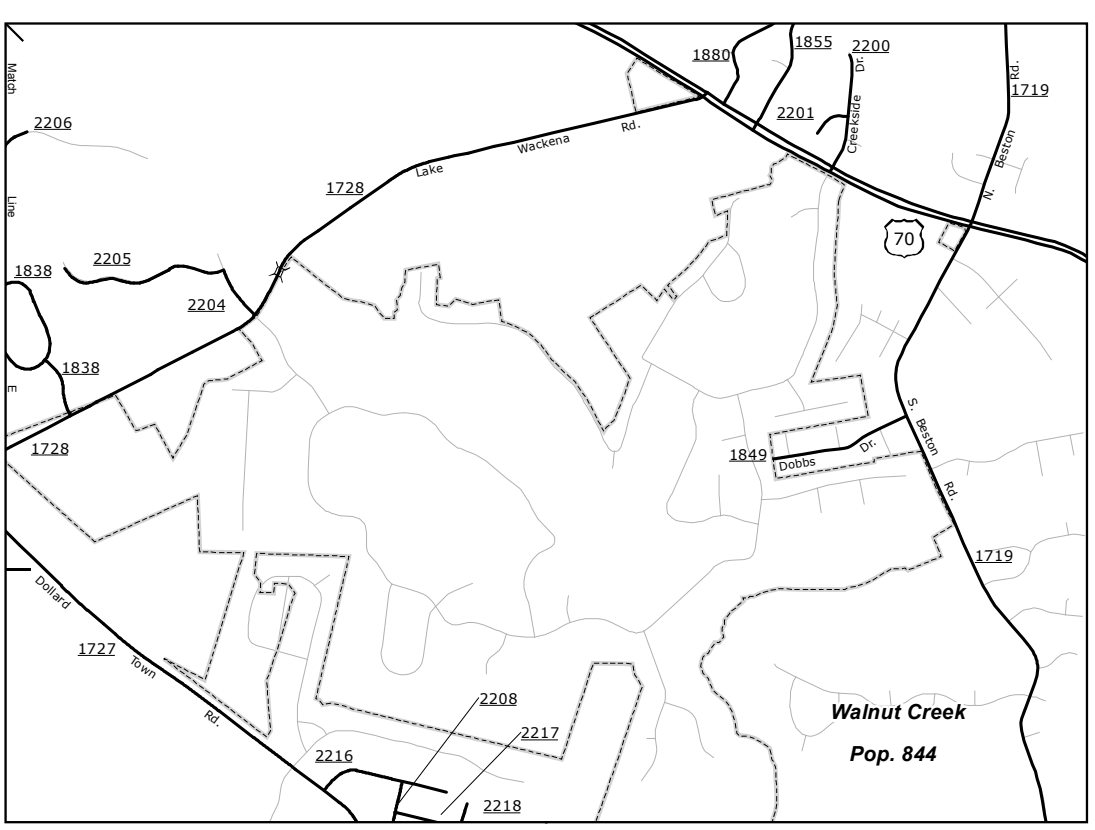 1855
2200
1880
Dr.
Match
Rd.
1719
2201
2206
Creekside
Rd.
Wackena
Beston
Lake
1728
N.
Line
70
2205
1838
2204
1838
E
S. Beston
Dr.
1728
1849
Dobbs
Rd.
1719
Dollard
1727
Town
2208
Rd.
Walnut Creek
2217
Pop. 844
2216
2218